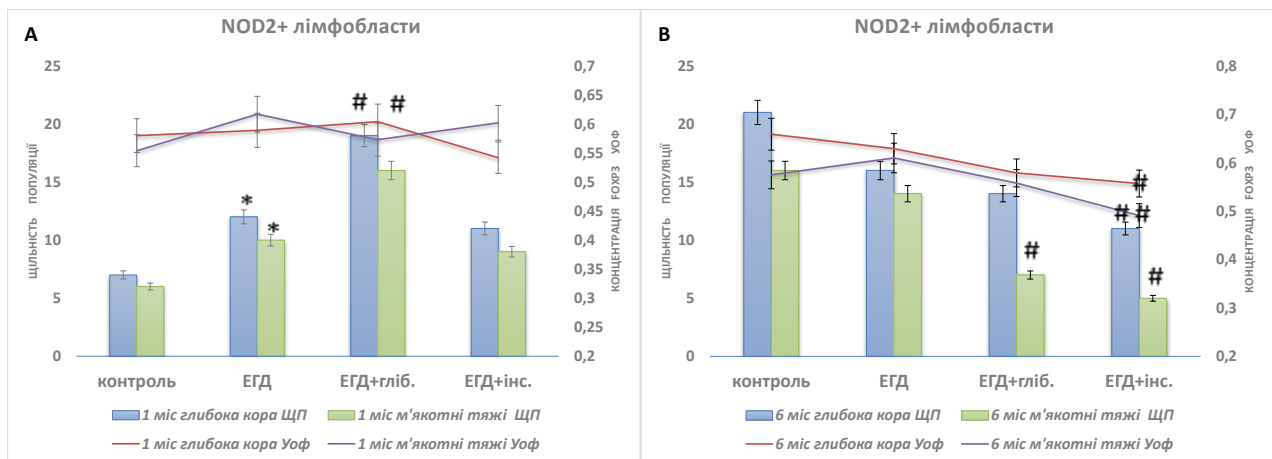 A
NOD2+ лімфобласти
ЩІЛЬНІСТЬ ПОПУЛЯЦІЇ
25
20
15
10
5
0
0,7
0,65
0,6
0,55
0,5
0,45
0,4
0,35
0,3
0,25
0,2
КОНЦЕНТРАЦІЯ FOXP3 УОФ
* * # #
контроль ЕГД ЕГД+гліб. ЕГД+інс.
1 міс глибока кора ЩП 1 міс м'якотні тяжі ЩП
1 міс глибока кора Уоф 1 міс м'якотні тяжі Уоф
B
NOD2+ лімфобласти
ЩІЛЬНІСТЬ ПОПУЛЯЦІЇ
25
20
15
10
5
0
0,8
0,7
0,6
0,5
0,4
0,3
0,2
КОНЦЕНТРАЦІЯ FOXP3 УОФ
# # # # #
контроль ЕГД ЕГД+гліб. ЕГД+інс.
6 міс глибока кора ЩП 6 міс м'якотні тяжі ЩП
6 міс глибока кора Уоф 6 міс м'якотні тяжі Уоф